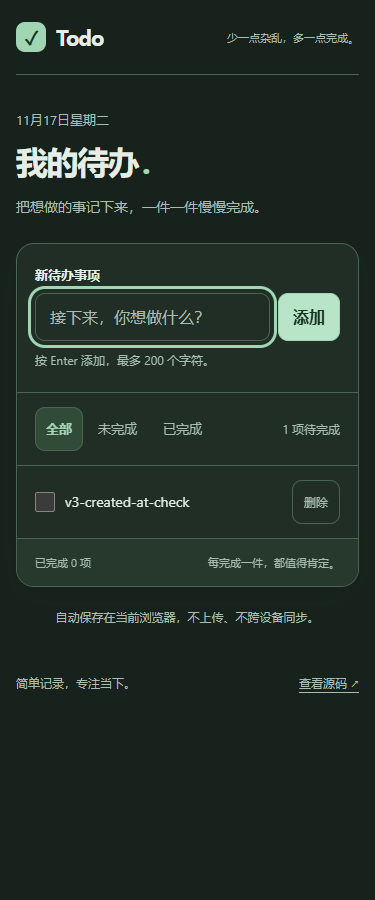 Todo
少一点杂乱，多一点完成。
11月17日星期二
我的待办.
把想做的事记下来，一件一件慢慢完成。
新待办事项
接下来，你想做什么？
添加
按 Enter 添加，最多 200 个字符。
全部 未完成 已完成 1 项待完成
v3-created-at-check 删除
已完成 0 项 每完成一件，都值得肯定。
自动保存在当前浏览器，不上传、不跨设备同步。
简单记录，专注当下。 查看源码 ↗